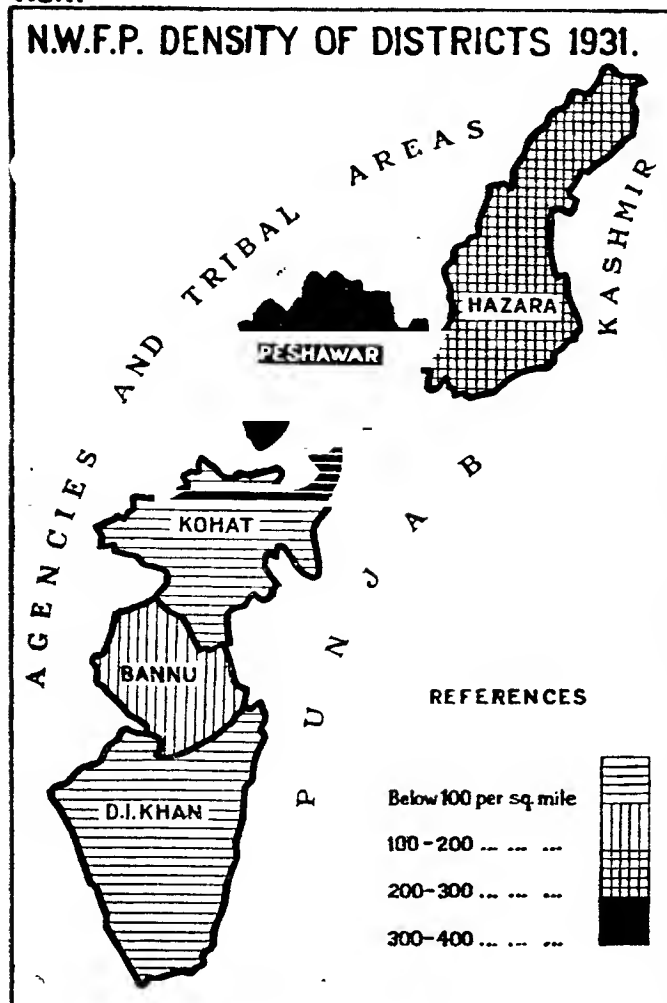 N.W.F.P. DENSITY OF DISTRICTS 1931.
AGENCIES AND TRIBAL AREAS
KASHMIR
HAZARA
PESHAWAR
KOHAT
PUNJAB
BANNU
D.I.KHAN
REFERENCES
Below 100 per sq. mile
100-200 ... ... ...
200-300 ... ... ...
300-400 ... ... ...